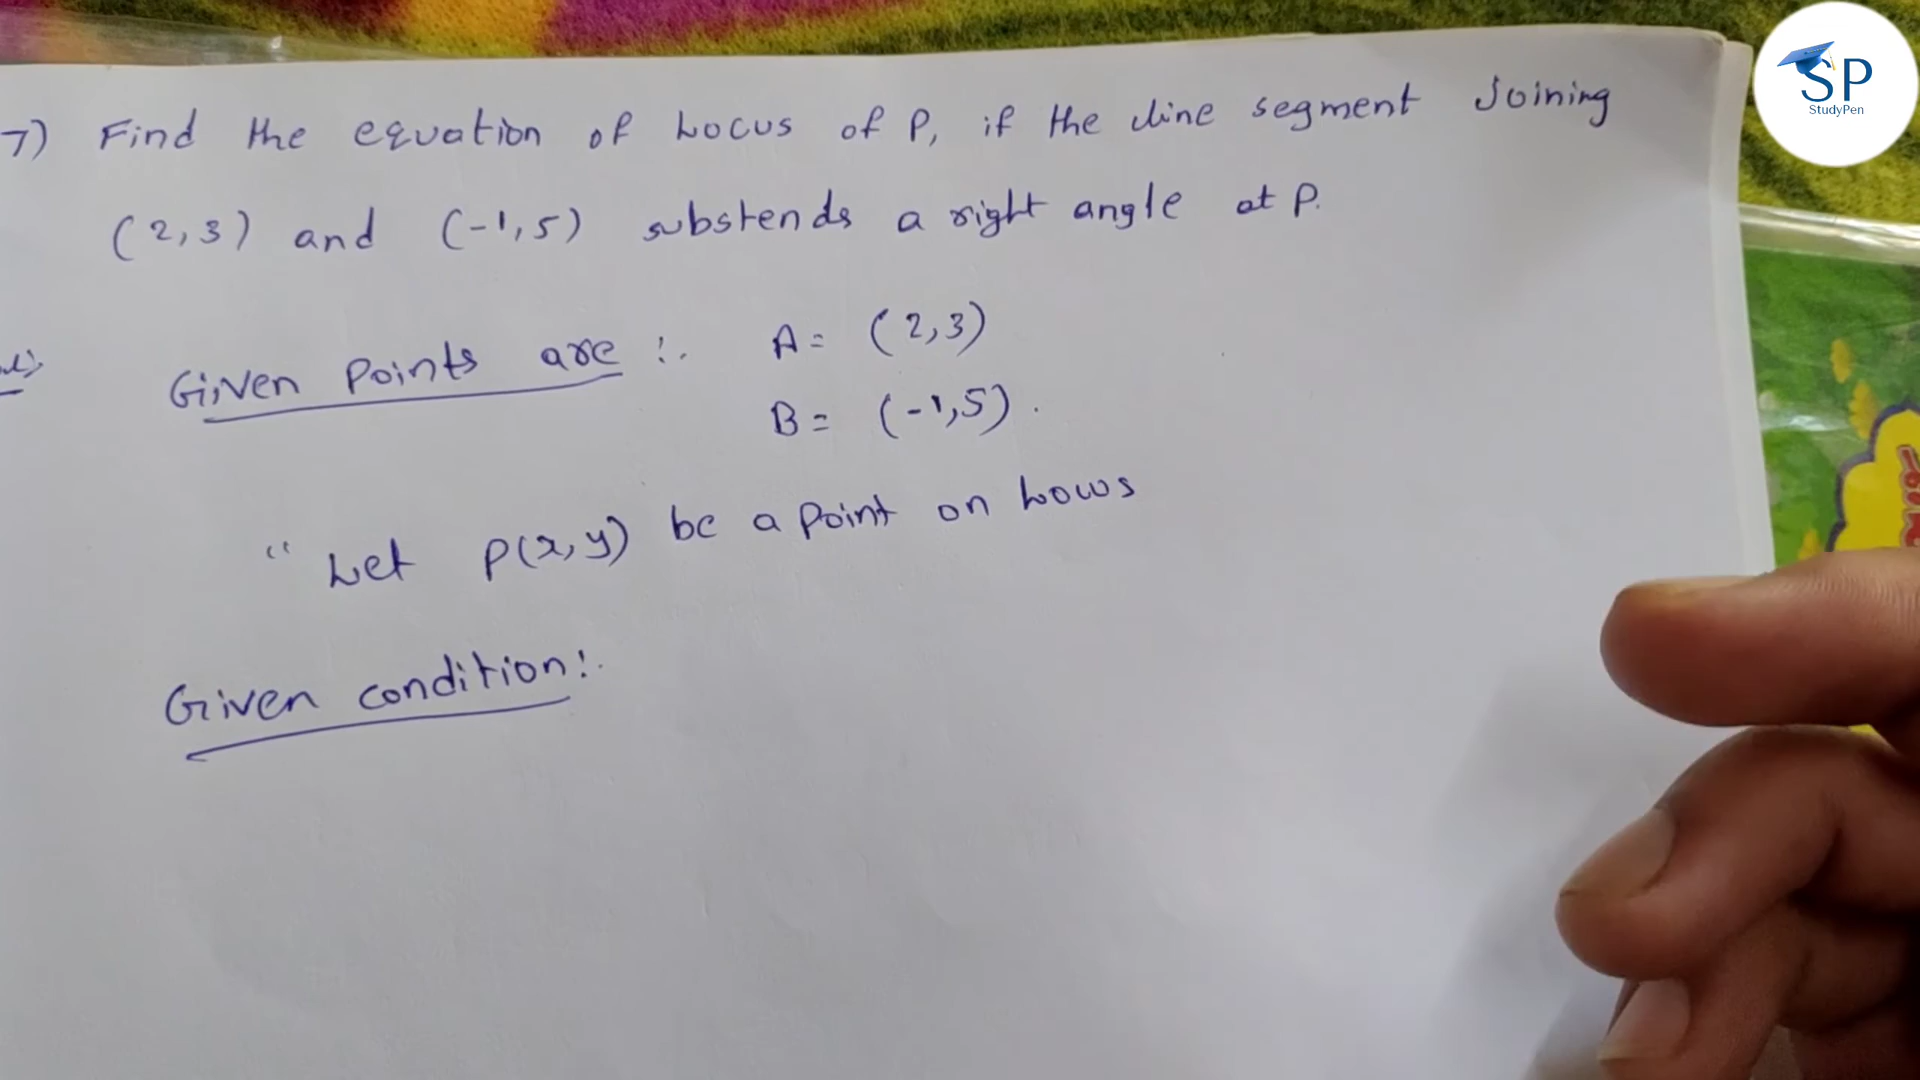 SP
StudyPen
7) Find the equation of Locus of P, if the line segment Joining
(2,3) and (-1,5) substends a right angle at P.
Given Points are :. A = (2,3)
B = (-1,5).
"Let P(x,y) be a point on Locus
Given condition:.